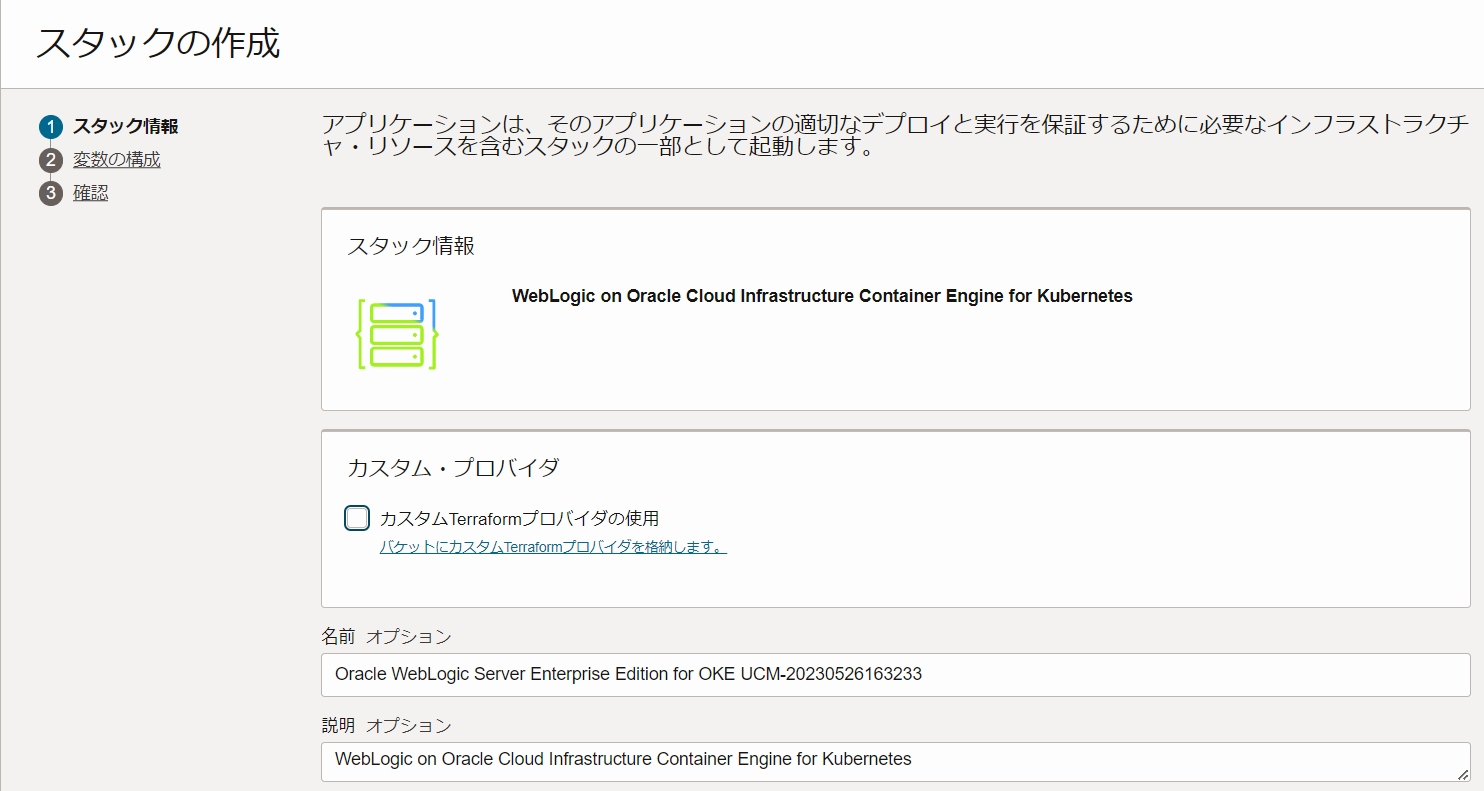 スタックの作成
1 スタック情報
2 変数の構成
3 確認
アプリケーションは、そのアプリケーションの適切なデプロイと実行を保証するために必要なインフラストラクチ
ャ・リソースを含むスタックの一部として起動します。
スタック情報
WebLogic on Oracle Cloud Infrastructure Container Engine for Kubernetes
カスタム・プロバイダ
カスタムTerraformプロバイダの使用
バケットにカスタムTerraformプロバイダを格納します。
名前 オプション
Oracle WebLogic Server Enterprise Edition for OKE UCM-20230526163233
説明 オプション
WebLogic on Oracle Cloud Infrastructure Container Engine for Kubernetes